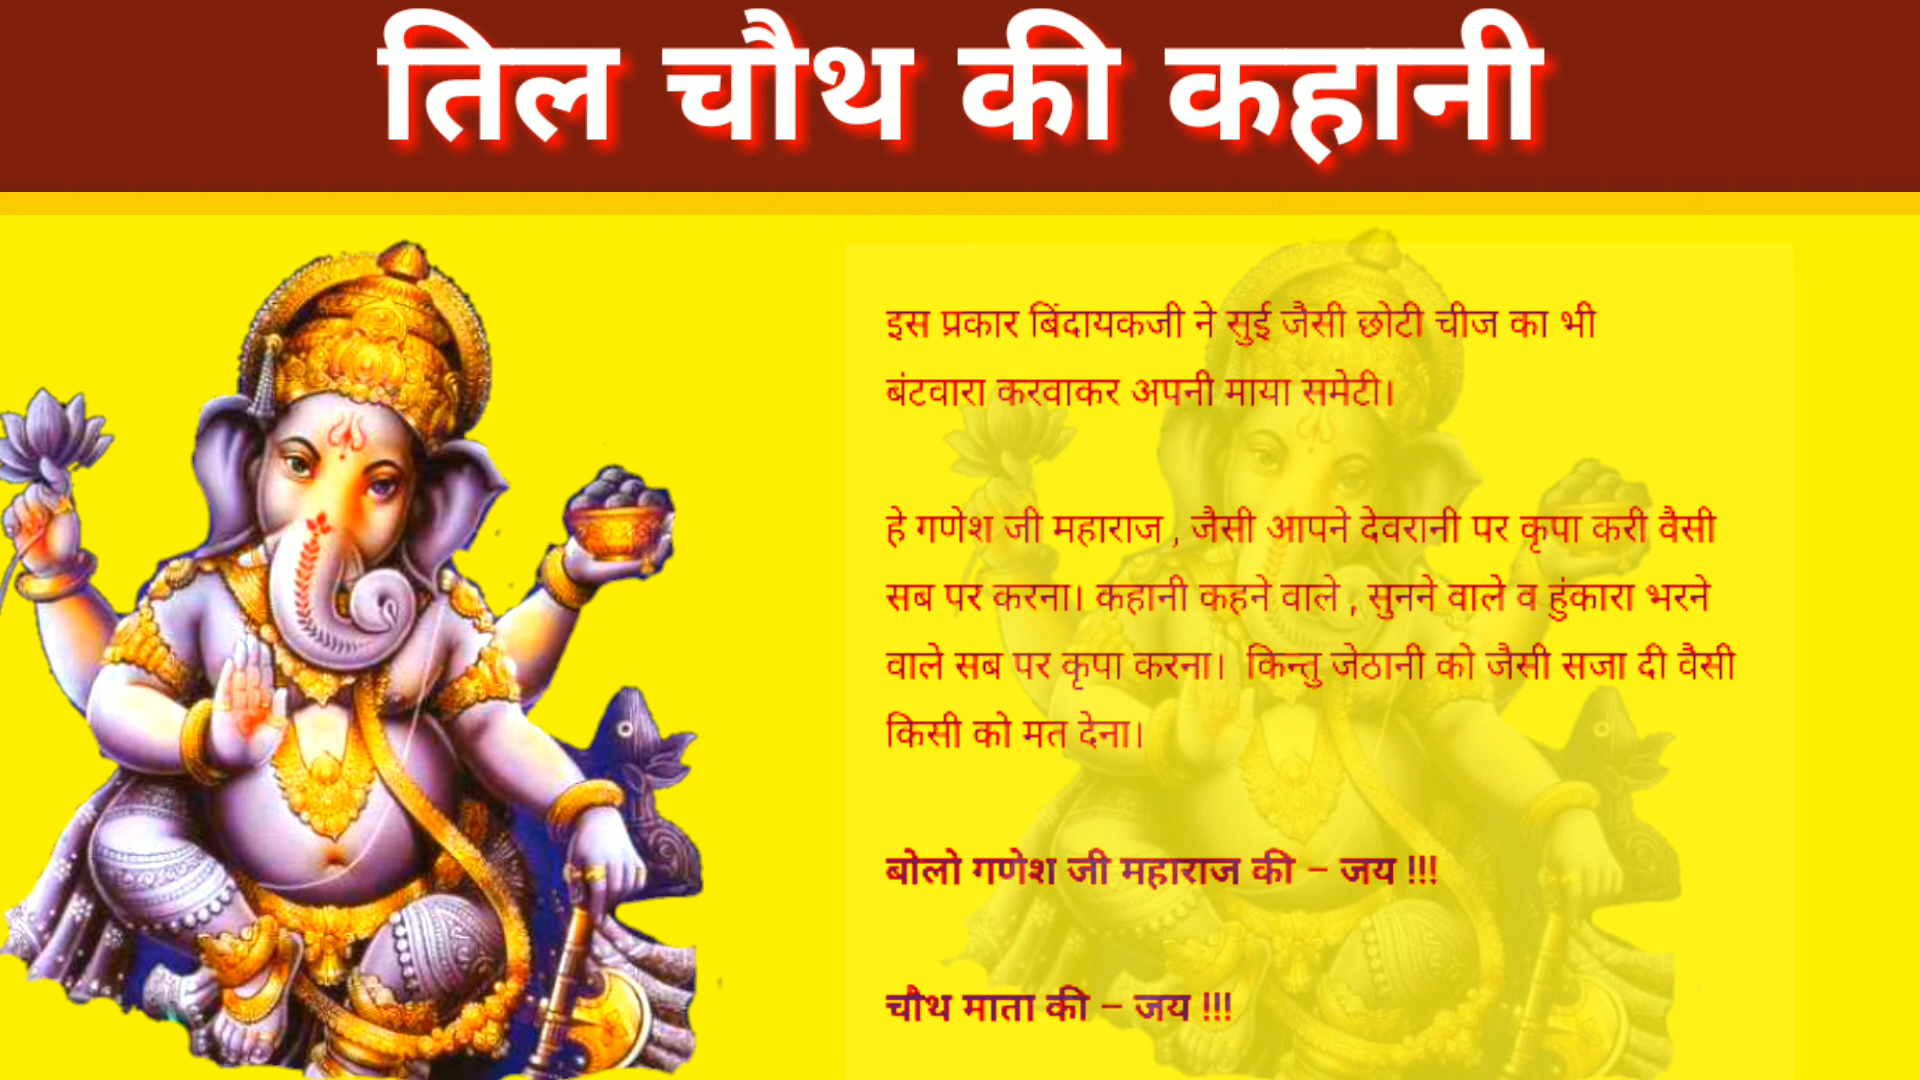 तिल चौथ की कहानी
इस प्रकार बिंदायकजी ने सुई जैसी छोटी चीज का भी
बंटवारा करवाकर अपनी माया समेटी।
हे गणेश जी महाराज , जैसी आपने देवरानी पर कृपा करी वैसी
सब पर करना। कहानी कहने वाले , सुनने वाले व हुंकारा भरने
वाले सब पर कृपा करना। किन्तु जेठानी को जैसी सजा दी वैसी
किसी को मत देना।
बोलो गणेश जी महाराज की – जय !!!
चौथ माता की – जय !!!